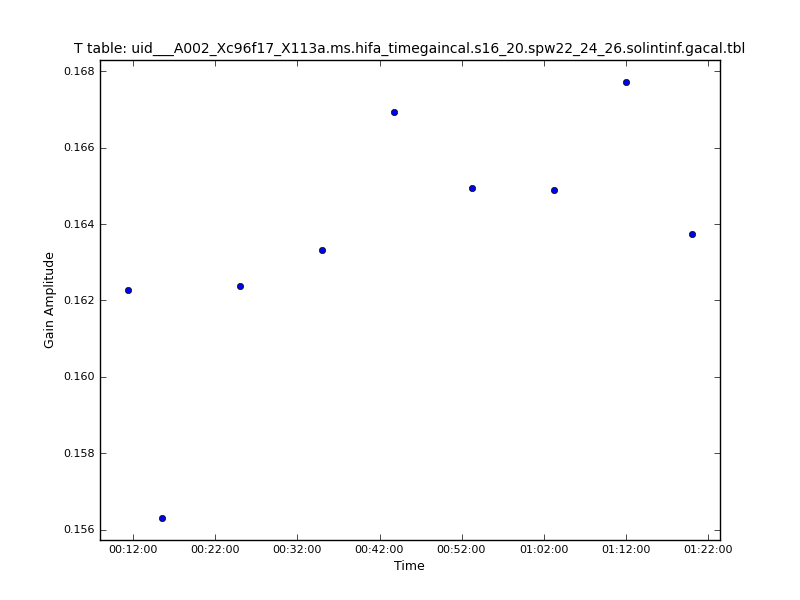 T table: uid___A002_Xc96f17_X113a.ms.hifa_timegaincal.s16_20.spw22_24_26.solintinf.gacal.tbl
0.168
0.166
0.164
0.162
0.160
0.158
0.156
Gain Amplitude
00:12:00 00:22:00 00:32:00 00:42:00 00:52:00 01:02:00 01:12:00 01:22:00
Time